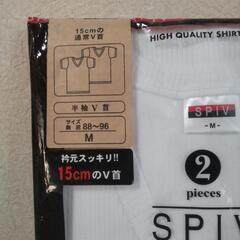 15cmの
通常V首
半袖V首
サイズ
胸囲 88~96
M
衿元スッキリ!!
15cmのV首
HIGH QUALITY SHIRT
SPIV
-M-
2
pieces
SPIV